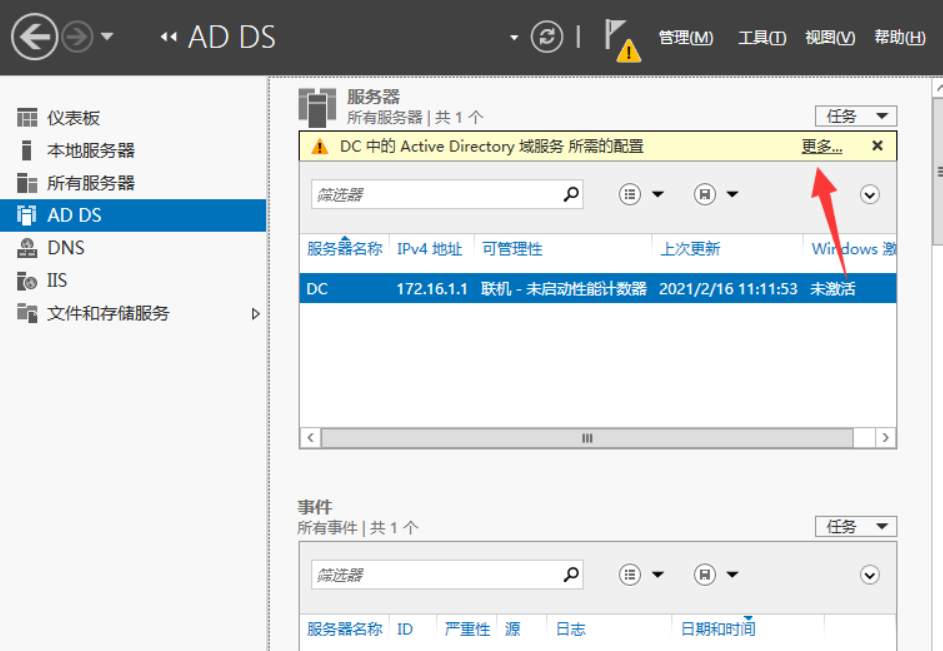 AD DS
管理(M) 工具(T) 视图(V) 帮助(H)
仪表板
本地服务器
所有服务器
AD DS
DNS
IIS
文件和存储服务
服务器
所有服务器 | 共 1 个
任务
DC 中的 Active Directory 域服务 所需的配置 更多...
筛选器
服务器名称 IPv4 地址 可管理性 上次更新 Windows 激
DC 172.16.1.1 联机 - 未启动性能计数器 2021/2/16 11:11:53 未激活
事件
所有事件 | 共 1 个
任务
筛选器
服务器名称 ID 严重性 源 日志 日期和时间